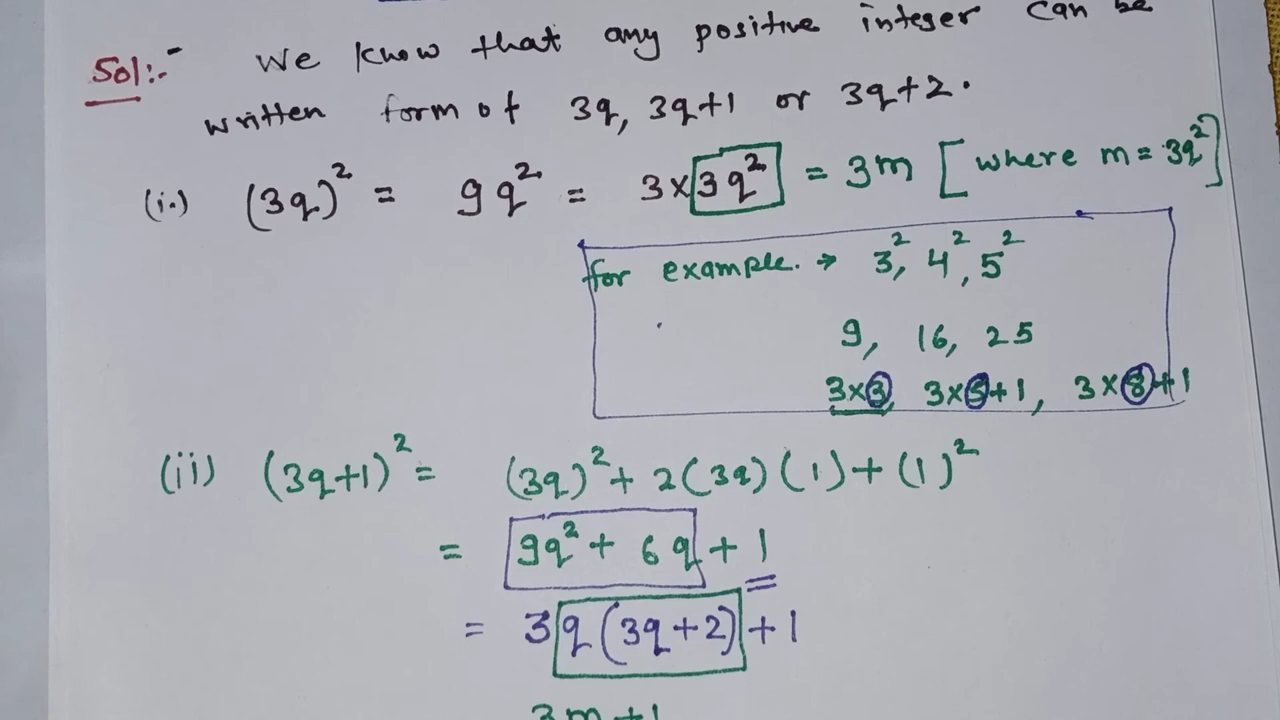 Sol:- We know that any positive integer can be
written form of 3q, 3q+1 or 3q+2.
(i.) (3q)² = 9q² = 3×3q² = 3m [where m = 3q²]
for example. → 3², 4², 5²
9, 16, 25
3×3, 3×5+1, 3×8+1
(ii) (3q+1)² = (3q)² + 2(3q)(1) + (1)²
= 9q² + 6q + 1
= 3q(3q+2) + 1
3m+1